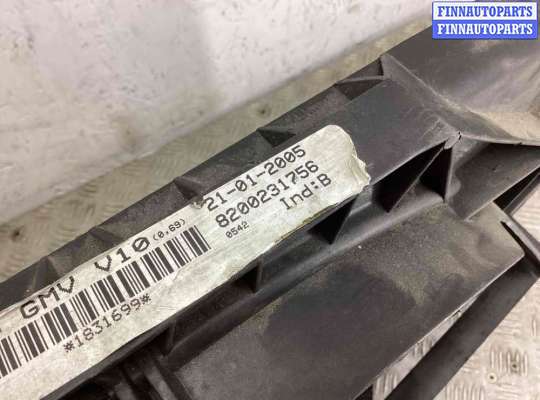 FINNAUTOPARTS
FINNAUTOPARTS
21-01-2005
8200231756
Ind:B
0542
GMV V10 (0.69)
*1831699*